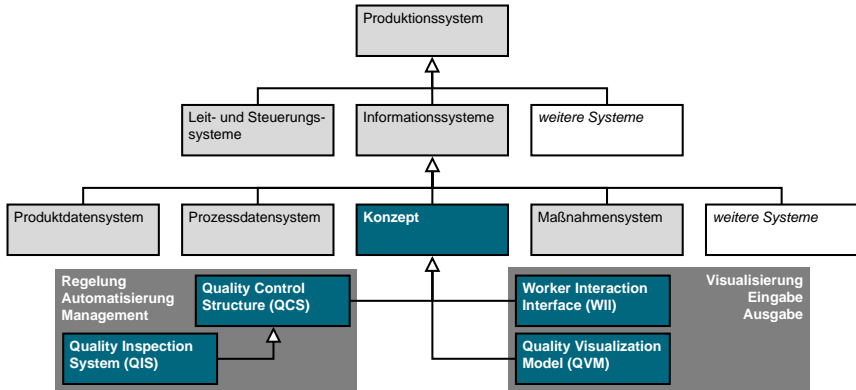 Produktionssystem
Leit- und Steuerungs-
systeme
Informationssysteme
weitere Systeme
Produktdatensystem
Prozessdatensystem
Konzept
Maßnahmensystem
weitere Systeme
Regelung
Automatisierung
Management
Quality Control
Structure (QCS)
Quality Inspection
System (QIS)
Worker Interaction
Interface (WII)
Quality Visualization
Model (QVM)
Visualisierung
Eingabe
Ausgabe